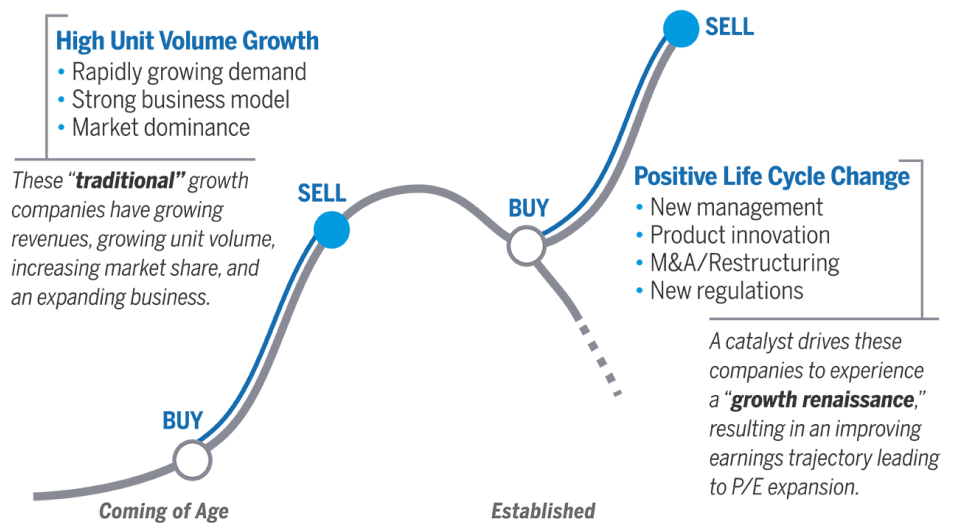 High Unit Volume Growth
• Rapidly growing demand
• Strong business model
• Market dominance
These “traditional” growth
companies have growing
revenues, growing unit volume,
increasing market share, and
an expanding business.
BUY
SELL
Coming of Age
BUY
SELL
Established
Positive Life Cycle Change
• New management
• Product innovation
• M&A/Restructuring
• New regulations
A catalyst drives these
companies to experience
a “growth renaissance,”
resulting in an improving
earnings trajectory leading
to P/E expansion.